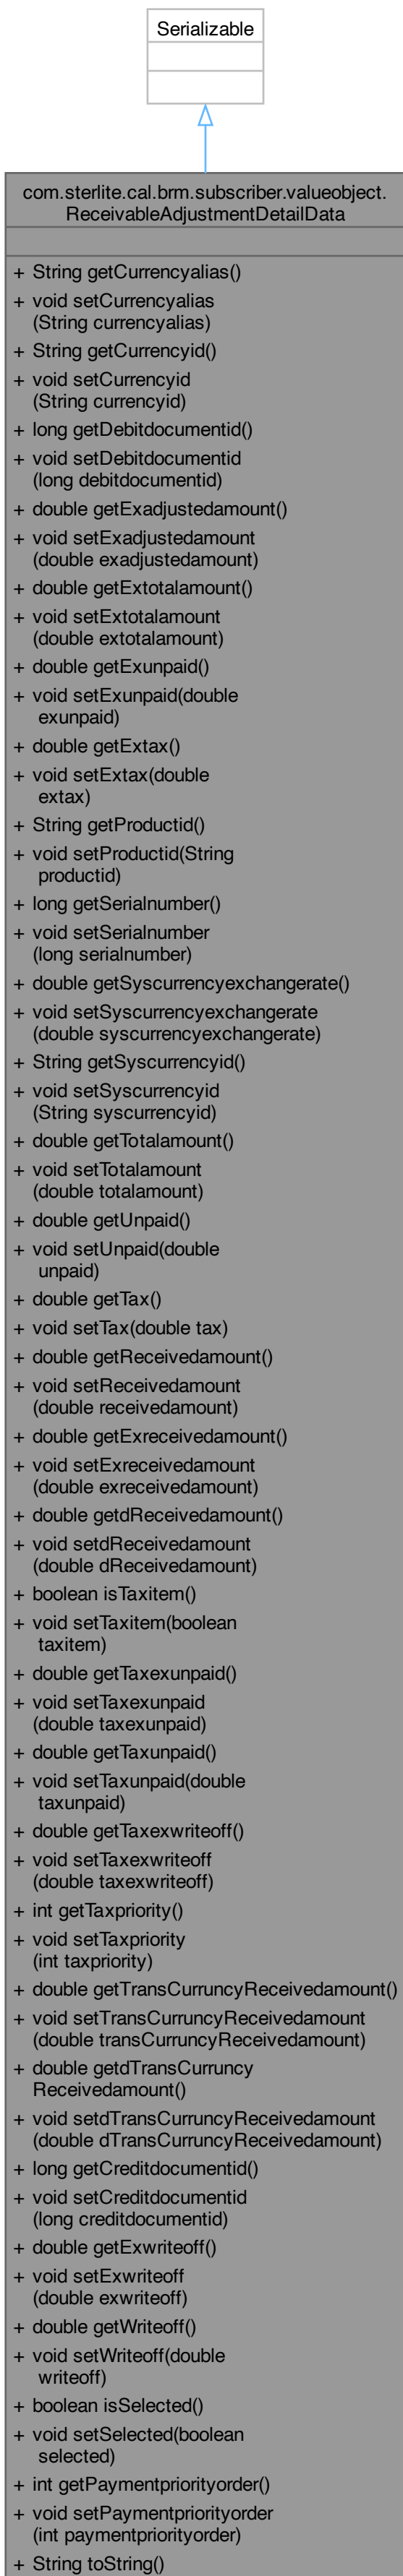 Serializable
com.sterlite.cal.brm.subscriber.valueobject.
ReceivableAdjustmentDetailData
+ String getCurrencyalias()
+ void setCurrencyalias
(String currencyalias)
+ String getCurrencyid()
+ void setCurrencyid
(String currencyid)
+ long getDebitdocumentid()
+ void setDebitdocumentid
(long debitdocumentid)
+ double getExadjustedamount()
+ void setExadjustedamount
(double exadjustedamount)
+ double getExtotalamount()
+ void setExtotalamount
(double extotalamount)
+ double getExunpaid()
+ void setExunpaid(double
exunpaid)
+ double getExtax()
+ void setExtax(double
extax)
+ String getProductid()
+ void setProductid(String
productid)
+ long getSerialnumber()
+ void setSerialnumber
(long serialnumber)
+ double getSyscurrencyexchangerate()
+ void setSyscurrencyexchangerate
(double syscurrencyexchangerate)
+ String getSyscurrencyid()
+ void setSyscurrencyid
(String syscurrencyid)
+ double getTotalamount()
+ void setTotalamount
(double totalamount)
+ double getUnpaid()
+ void setUnpaid(double
unpaid)
+ double getTax()
+ void setTax(double tax)
+ double getReceivedamount()
+ void setReceivedamount
(double receivedamount)
+ double getExreceivedamount()
+ void setExreceivedamount
(double exreceivedamount)
+ double getdReceivedamount()
+ void setdReceivedamount
(double dReceivedamount)
+ boolean isTaxitem()
+ void setTaxitem(boolean
taxitem)
+ double getTaxexunpaid()
+ void setTaxexunpaid
(double taxexunpaid)
+ double getTaxunpaid()
+ void setTaxunpaid(double
taxunpaid)
+ double getTaxexwriteoff()
+ void setTaxexwriteoff
(double taxexwriteoff)
+ int getTaxpriority()
+ void setTaxpriority
(int taxpriority)
+ double getTransCurruncyReceivedamount()
+ void setTransCurruncyReceivedamount
(double transCurruncyReceivedamount)
+ double getdTransCurruncy
Receivedamount()
+ void setdTransCurruncyReceivedamount
(double dTransCurruncyReceivedamount)
+ long getCreditdocumentid()
+ void setCreditdocumentid
(long creditdocumentid)
+ double getExwriteoff()
+ void setExwriteoff
(double exwriteoff)
+ double getWriteoff()
+ void setWriteoff(double
writeoff)
+ boolean isSelected()
+ void setSelected(boolean
selected)
+ int getPaymentpriorityorder()
+ void setPaymentpriorityorder
(int paymentpriorityorder)
+ String toString()